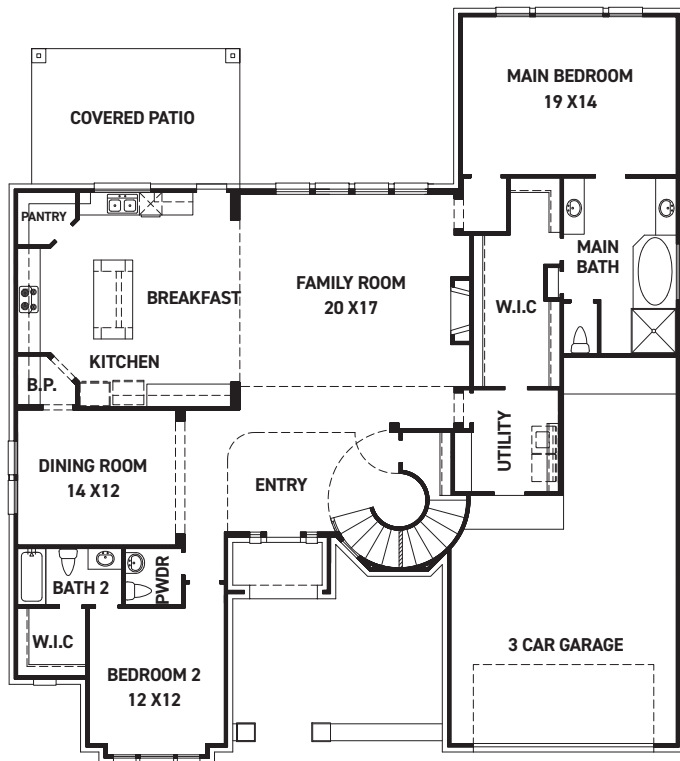 MAIN BEDROOM
19 X14
COVERED PATIO
PANTRY
MAIN
BATH
FAMILY ROOM
20 X17
BREAKFAST
W.I.C
KITCHEN
B.P.
UTILITY
DINING ROOM
14 X12
ENTRY
BATH 2
PWDR
W.I.C
3 CAR GARAGE
BEDROOM 2
12 X12